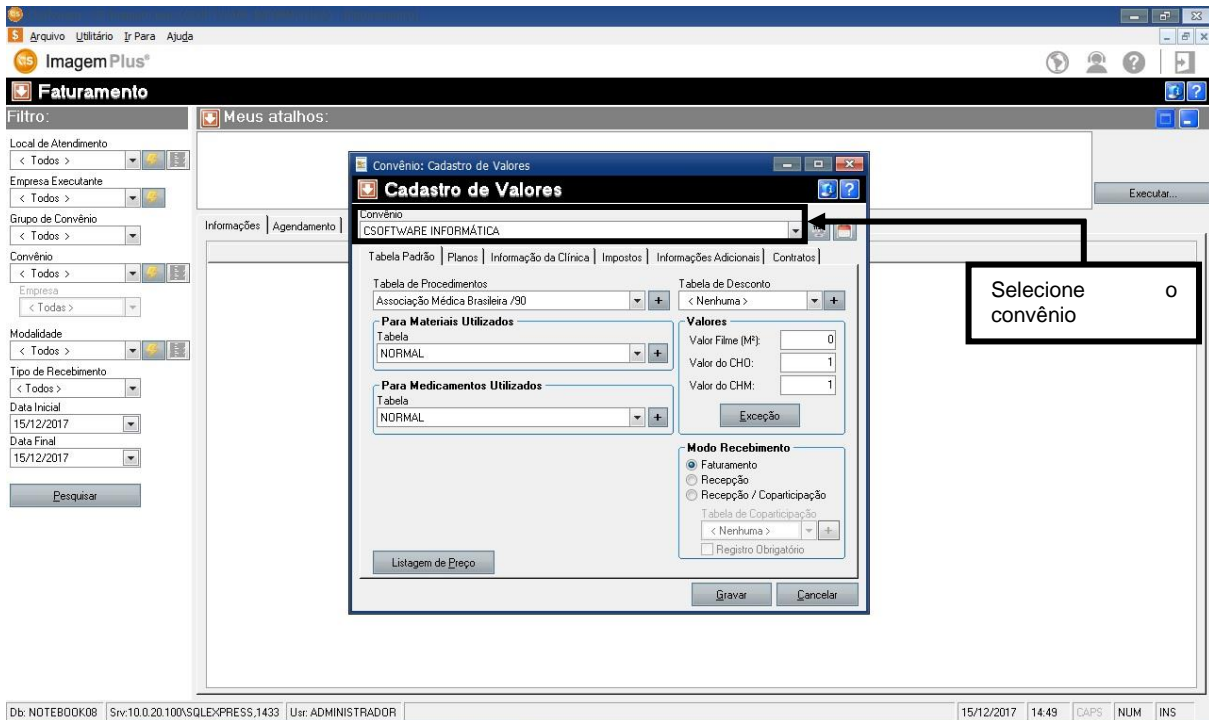 Arquivo Utilitário Ir Para Ajuda
ImagemPlus®
Faturamento
Filtro:
Meus atalhos:
Local de Atendimento
< Todos >
Empresa Executante
< Todos >
Grupo de Convênio
< Todos >
Convênio
< Todos >
Empresa
< Todas >
Modalidade
< Todos >
Tipo de Recebimento
< Todos >
Data Inicial
15/12/2017
Data Final
15/12/2017
Pesquisar
Executar...
Informações Agendamento
Convênio: Cadastro de Valores
Cadastro de Valores
Convênio
CSOFTWARE INFORMÁTICA
Tabela Padrão Planos Informação da Clínica Impostos Informações Adicionais Contratos
Tabela de Procedimentos
Associação Médica Brasileira /90
Tabela de Desconto
< Nenhuma >
Para Materiais Utilizados
Tabela
NORMAL
Para Medicamentos Utilizados
Tabela
NORMAL
Valores
Valor Filme (M²): 0
Valor do CHO: 1
Valor do CHM: 1
Exceção
Modo Recebimento
Faturamento
Recepção
Recepção / Coparticipação
Tabela de Coparticipação
< Nenhuma >
Registro Obrigatório
Listagem de Preço
Gravar Cancelar
Selecione o
convênio
Db: NOTEBOOK08 Srv:10.0.20.100\SQLEXPRESS,1433 Usr: ADMINISTRADOR 15/12/2017 14:49 CAPS NUM INS